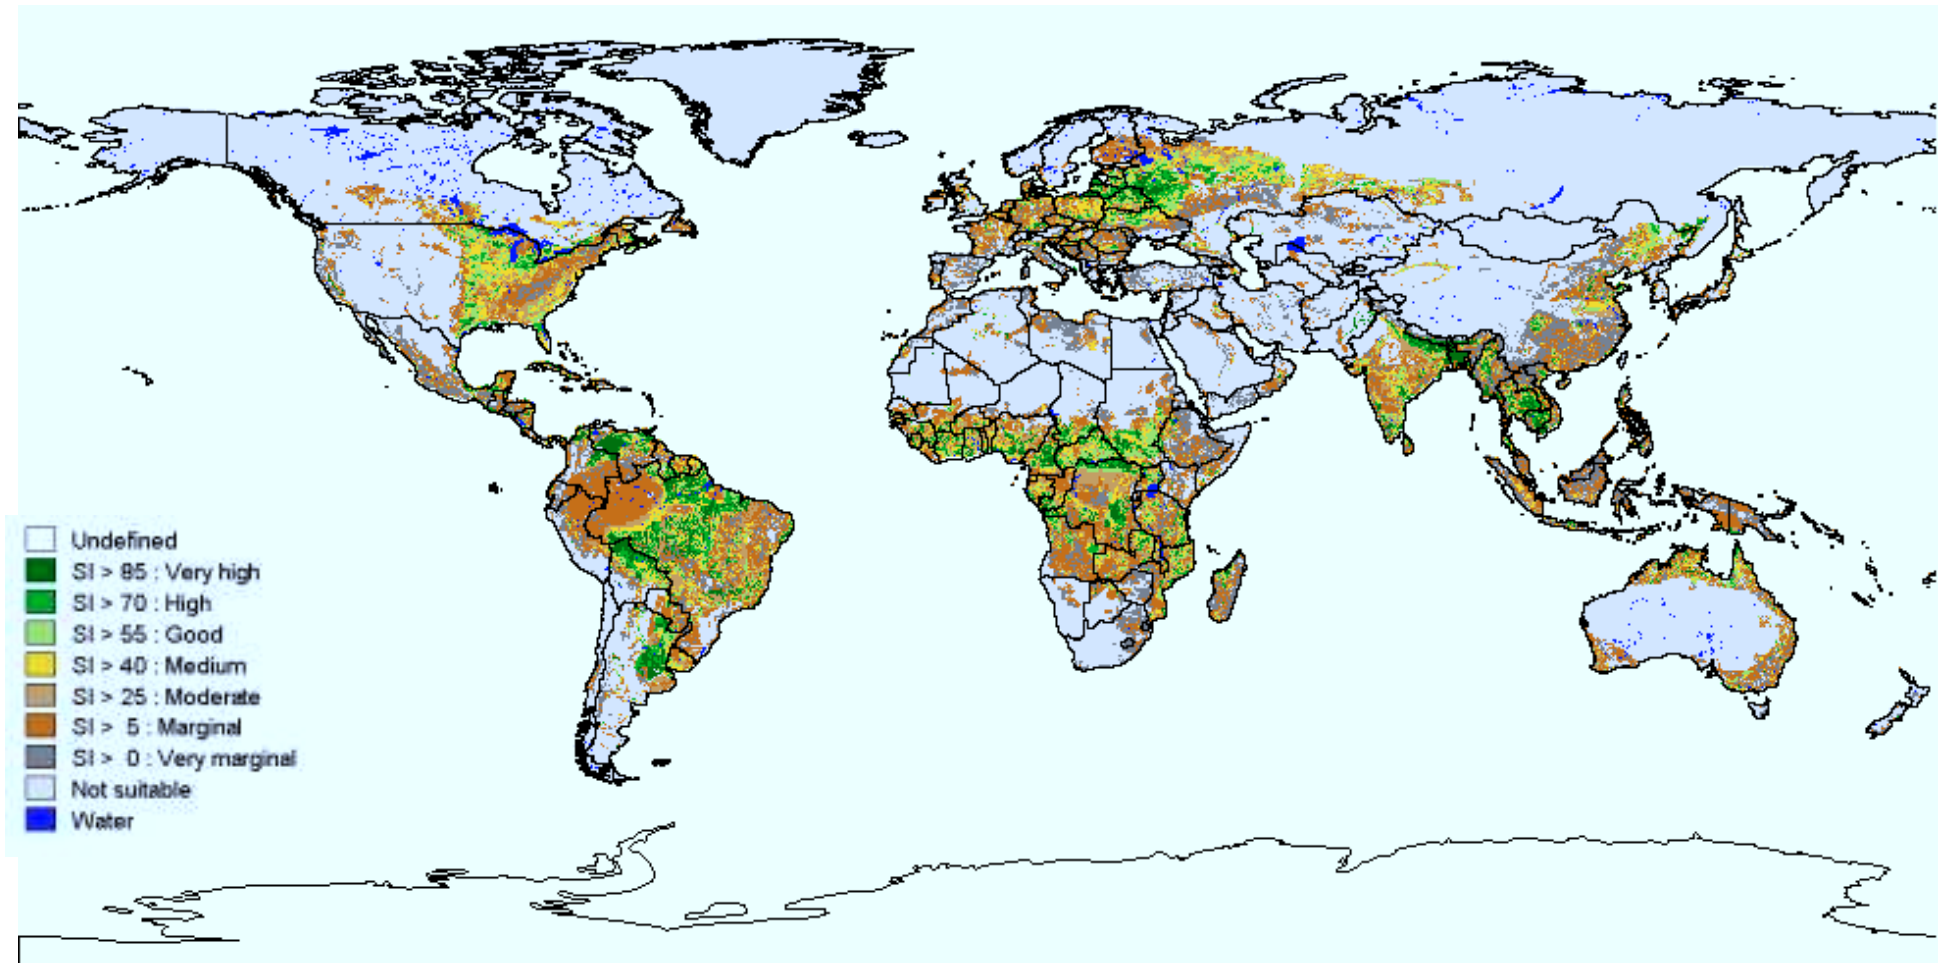 Undefined
SI > 85 : Very high
SI > 70 : High
SI > 55 : Good
SI > 40 : Medium
SI > 25 : Moderate
SI > 5 : Marginal
SI > 0 : Very marginal
Not suitable
Water